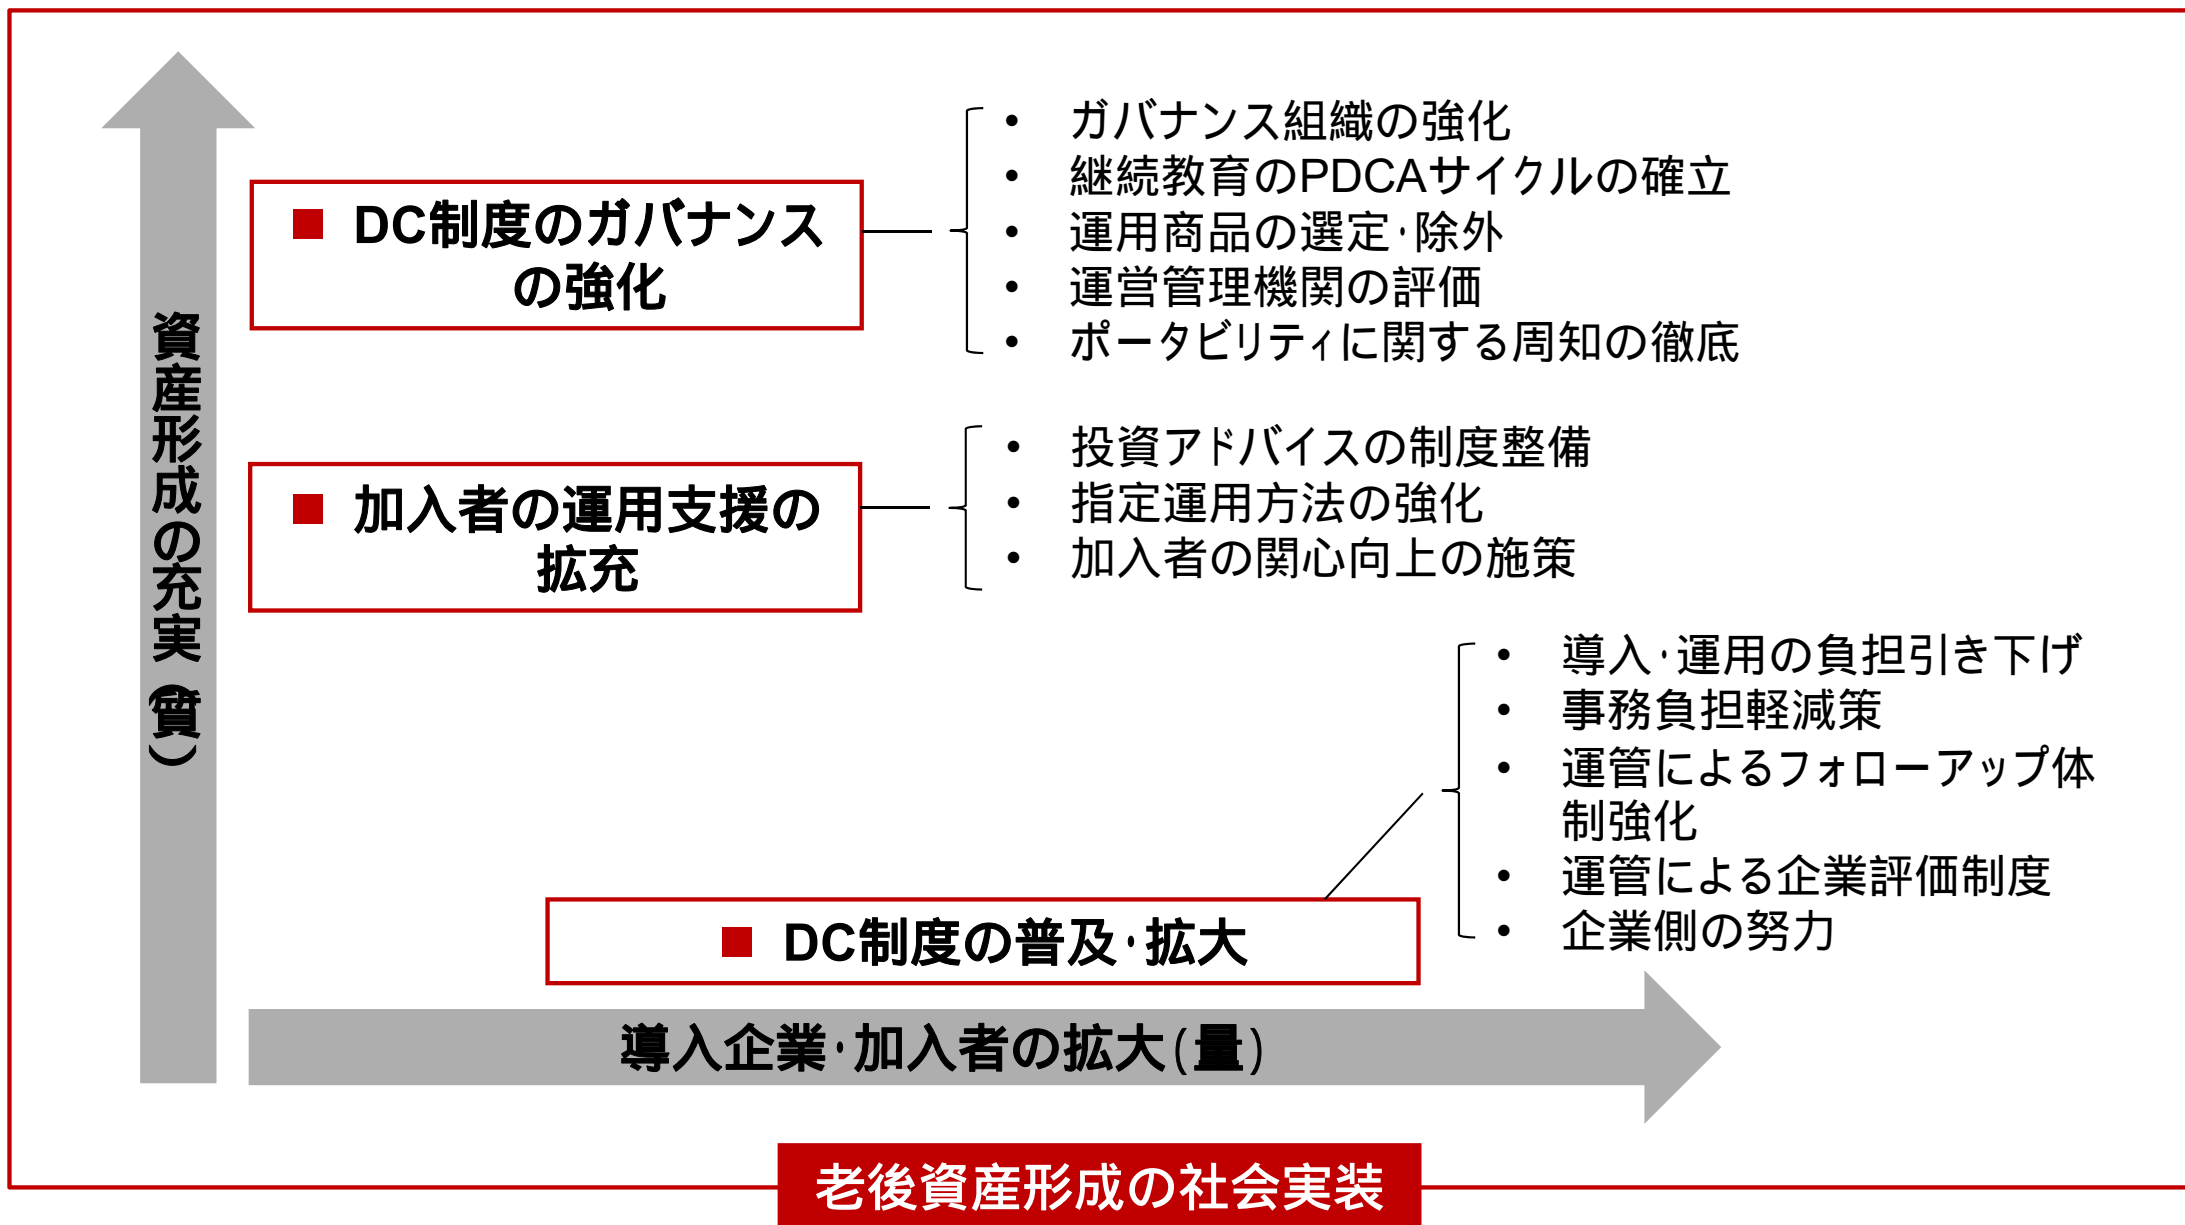 資産形成の充実（質）
■ DC制度のガバナンス
の強化
• ガバナンス組織の強化
• 継続教育のPDCAサイクルの確立
• 運用商品の選定・除外
• 運営管理機関の評価
• ポータビリティに関する周知の徹底
■ 加入者の運用支援の
拡充
• 投資アドバイスの制度整備
• 指定運用方法の強化
• 加入者の関心向上の施策
■ DC制度の普及・拡大
• 導入・運用の負担引き下げ
• 事務負担軽減策
• 運管によるフォローアップ体
制強化
• 運管による企業評価制度
• 企業側の努力
導入企業・加入者の拡大(量)
老後資産形成の社会実装